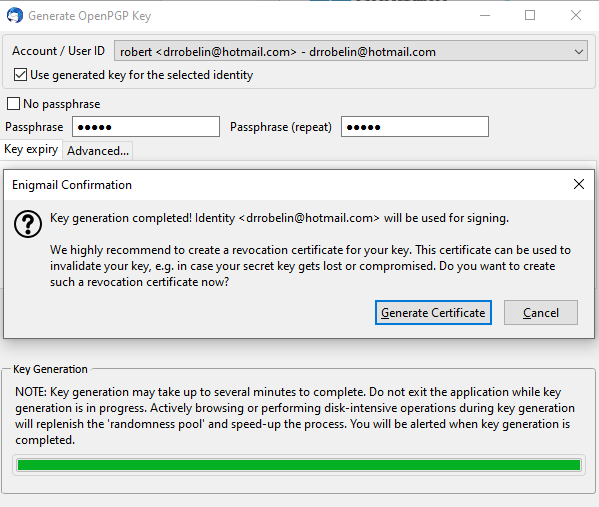 Generate OpenPGP Key
Account / User ID
robert <drrobelin@hotmail.com> - drrobelin@hotmail.com
Use generated key for the selected identity
No passphrase
Passphrase ●●●●● Passphrase (repeat) ●●●●●
Key expiry Advanced...
Enigmail Confirmation
Key generation completed! Identity <drrobelin@hotmail.com> will be used for signing.
We highly recommend to create a revocation certificate for your key. This certificate can be used to
invalidate your key, e.g. in case your secret key gets lost or compromised. Do you want to create
such a revocation certificate now?
Generate Certificate Cancel
Key Generation
NOTE: Key generation may take up to several minutes to complete. Do not exit the application while key
generation is in progress. Actively browsing or performing disk-intensive operations during key generation
will replenish the 'randomness pool' and speed-up the process. You will be alerted when key generation is
completed.